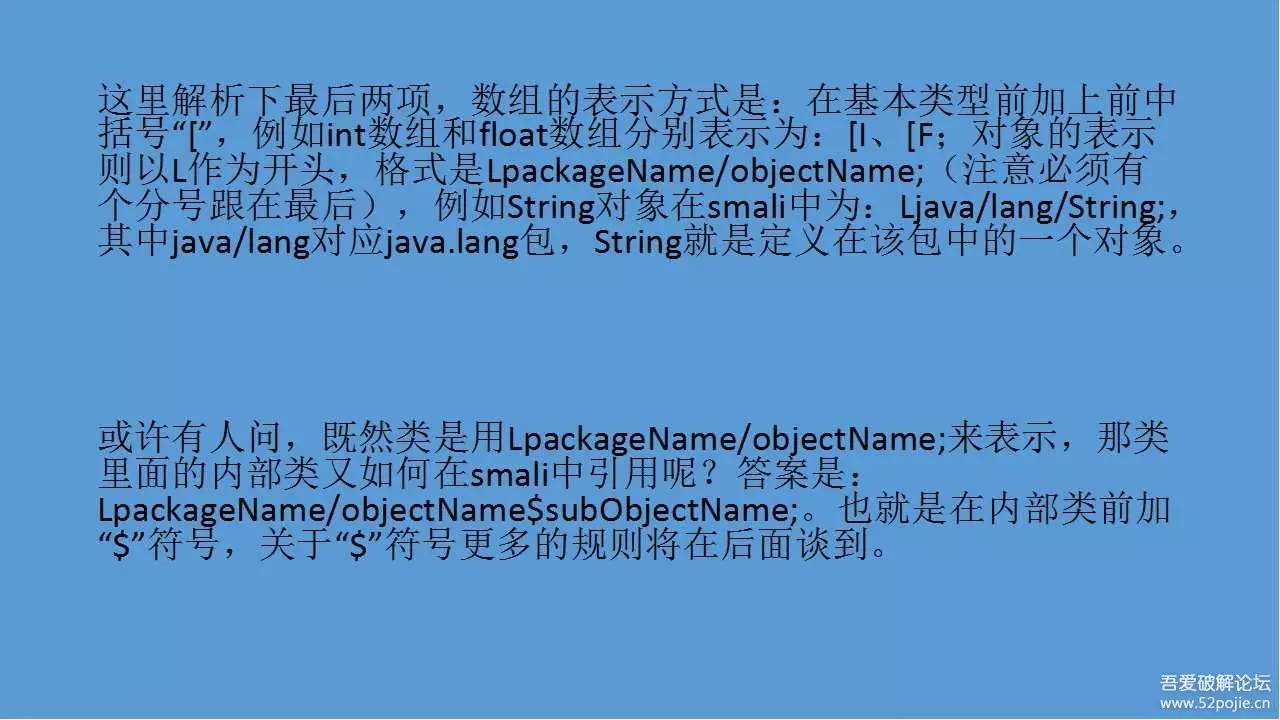 这里解析下最后两项，数组的表示方式是：在基本类型前加上前中
括号“[”，例如int数组和float数组分别表示为：[I、[F；对象的表示
则以L作为开头，格式是LpackageName/objectName;（注意必须有
个分号跟在最后），例如String对象在smali中为：Ljava/lang/String;，
其中java/lang对应java.lang包，String就是定义在该包中的一个对象。
或许有人问，既然类是用LpackageName/objectName;来表示，那类
里面的内部类又如何在smali中引用呢？答案是：
LpackageName/objectName$subObjectName;。也就是在内部类前加
“$”符号，关于“$”符号更多的规则将在后面谈到。
吾爱破解论坛
www.52pojie.cn